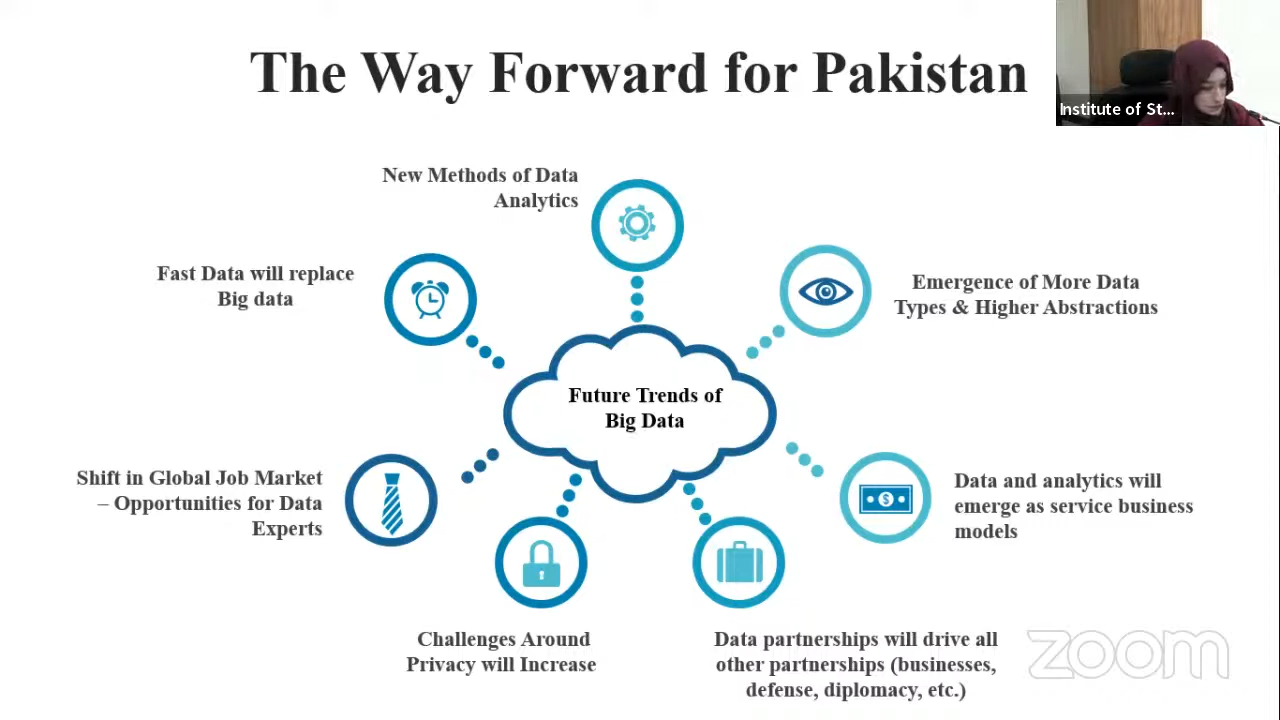 The Way Forward for Pakistan
Institute of St...
New Methods of Data
Analytics
Fast Data will replace
Big data
Emergence of More Data
Types & Higher Abstractions
Future Trends of
Big Data
Shift in Global Job Market
– Opportunities for Data
Experts
Data and analytics will
emerge as service business
models
Challenges Around
Privacy will Increase
Data partnerships will drive all
other partnerships (businesses,
defense, diplomacy, etc.)
$
zoom